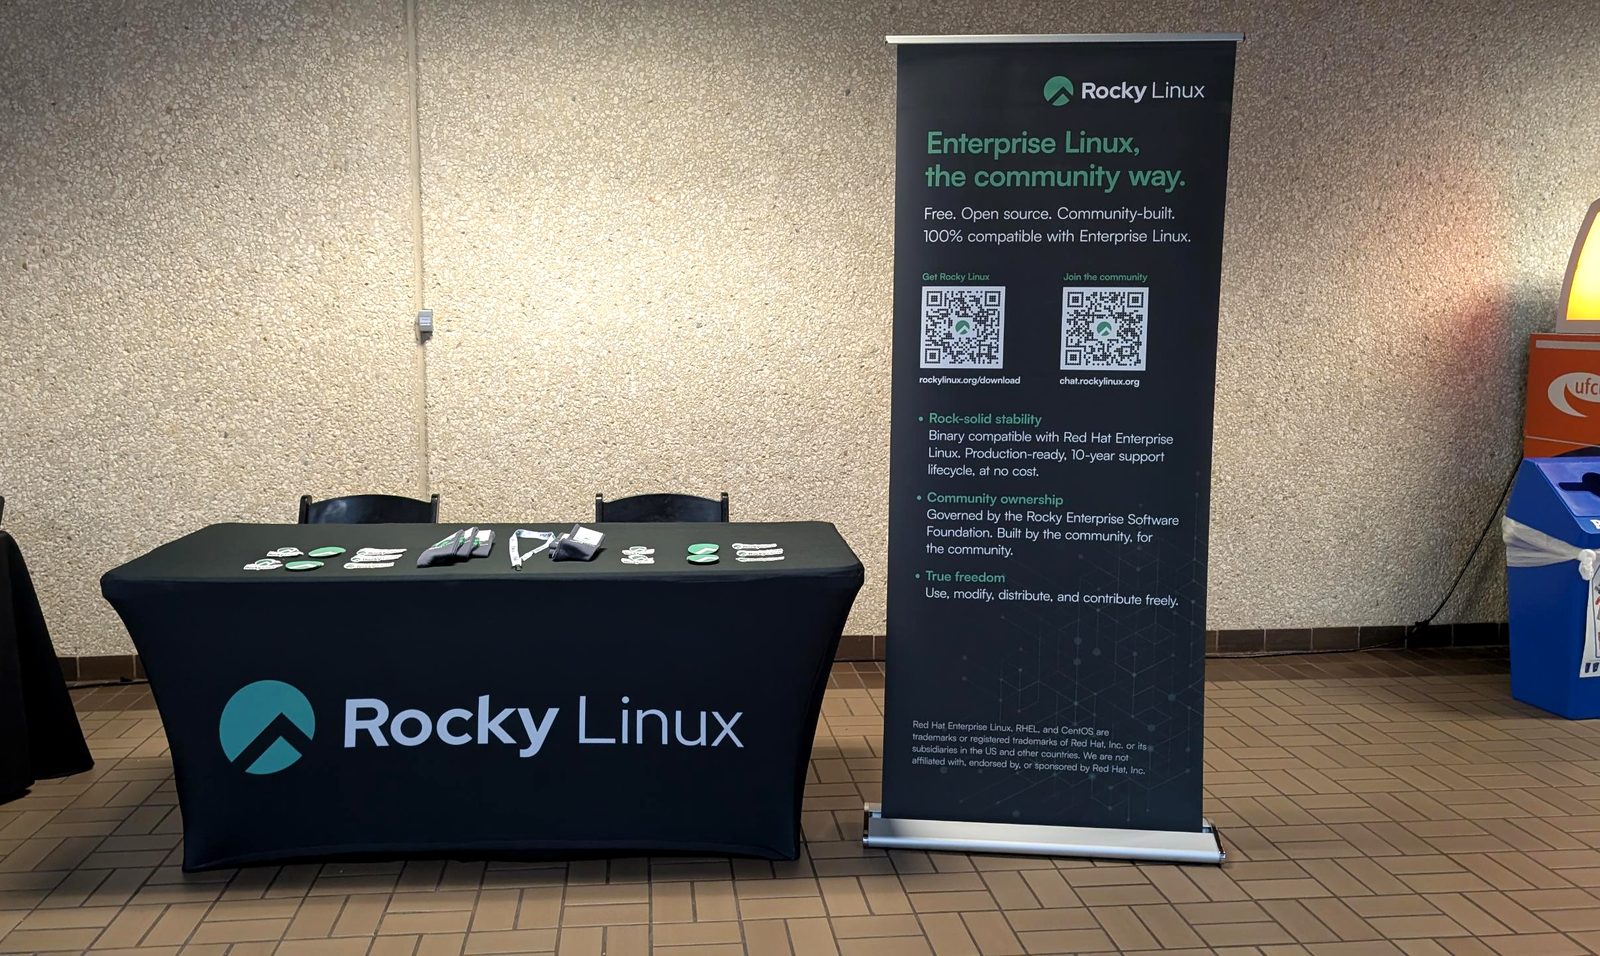 Rocky Linux
Enterprise Linux,
the community way.
Free. Open source. Community-built.
100% compatible with Enterprise Linux.
Get Rocky Linux
Join the community
rockylinux.org/download
chat.rockylinux.org
• Rock-solid stability
Binary compatible with Red Hat Enterprise
Linux. Production-ready, 10-year support
lifecycle, at no cost.
• Community ownership
Governed by the Rocky Enterprise Software
Foundation. Built by the community, for
the community.
• True freedom
Use, modify, distribute, and contribute freely.
Red Hat Enterprise Linux, RHEL, and CentOS are
trademarks or registered trademarks of Red Hat, Inc. or its
subsidiaries in the US and other countries. We are not
affiliated with, endorsed by, or sponsored by Red Hat, Inc.
Rocky Linux
ufc